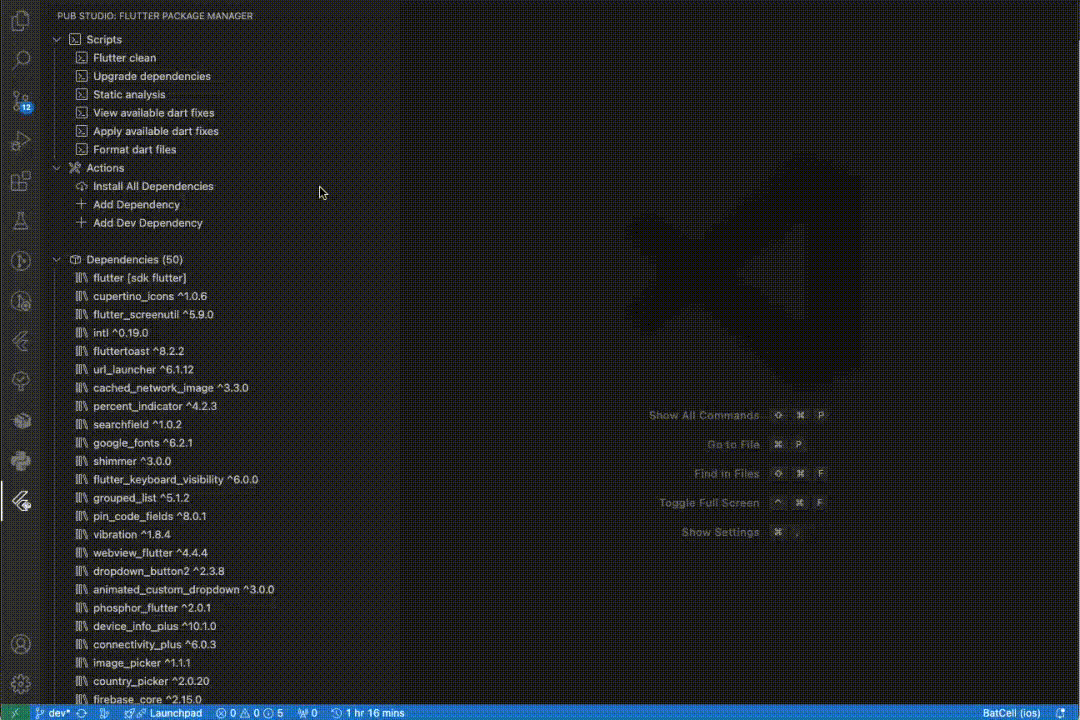 PUB STUDIO: FLUTTER PACKAGE MANAGER
Scripts
Flutter clean
Upgrade dependencies
Static analysis
View available dart fixes
Apply available dart fixes
Format dart files
Actions
Install All Dependencies
Add Dependency
Add Dev Dependency
Dependencies (50)
flutter [sdk flutter]
cupertino_icons ^1.0.6
flutter_screenutil ^5.9.0
intl ^0.19.0
fluttertoast ^8.2.2
url_launcher ^6.1.12
cached_network_image ^3.3.0
percent_indicator ^4.2.3
searchfield ^1.0.2
google_fonts ^6.2.1
shimmer ^3.0.0
flutter_keyboard_visibility ^6.0.0
grouped_list ^5.1.2
pin_code_fields ^8.0.1
vibration ^1.8.4
webview_flutter ^4.4.4
dropdown_button2 ^2.3.8
animated_custom_dropdown ^3.0.0
phosphor_flutter ^2.0.1
device_info_plus ^10.1.0
connectivity_plus ^6.0.3
image_picker ^1.1.1
country_picker ^2.0.20
firebase_core ^2.15.0
12
Show All Commands ⇧ ⌘ P
Go to File ⌘ P
Find in Files ⇧ ⌘ F
Toggle Full Screen ^ ⌘ F
Show Settings ⌘ ,
dev* Launchpad 0 0 5 0 1 hr 16 mins BatCell (ios)